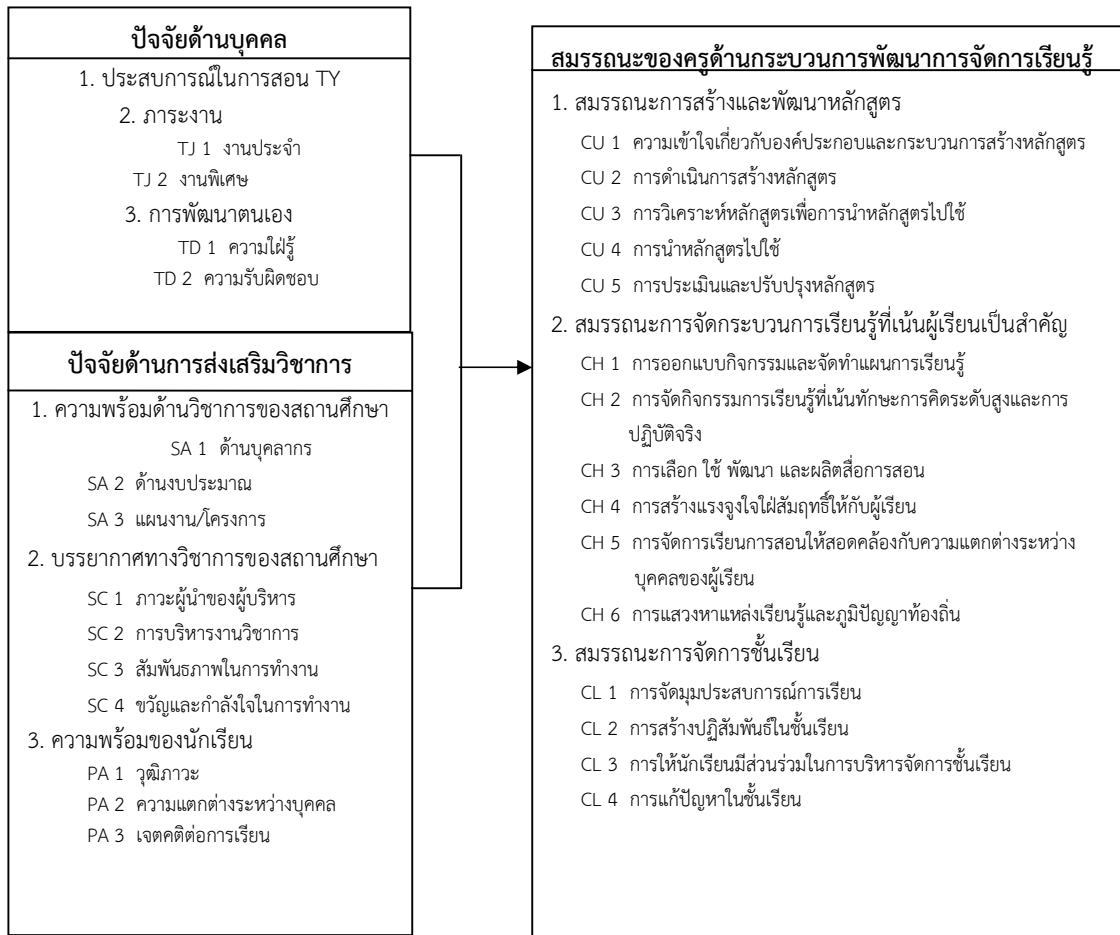 ปัจจัยด้านบุคคล
1. ประสบการณ์ในการสอน TY
2. ภาระงาน
TJ 1 งานประจำ
TJ 2 งานพิเศษ
3. การพัฒนาตนเอง
TD 1 ความใฝ่รู้
TD 2 ความรับผิดชอบ
ปัจจัยด้านการส่งเสริมวิชาการ
1. ความพร้อมด้านวิชาการของสถานศึกษา
SA 1 ด้านบุคลากร
SA 2 ด้านงบประมาณ
SA 3 แผนงาน/โครงการ
2. บรรยากาศทางวิชาการของสถานศึกษา
SC 1 ภาวะผู้นำของผู้บริหาร
SC 2 การบริหารงานวิชาการ
SC 3 สัมพันธภาพในการทำงาน
SC 4 ขวัญและกำลังใจในการทำงาน
3. ความพร้อมของนักเรียน
PA 1 วุฒิภาวะ
PA 2 ความแตกต่างระหว่างบุคคล
PA 3 เจตคติต่อการเรียน
สมรรถนะของครูด้านกระบวนการพัฒนาการจัดการเรียนรู้
1. สมรรถนะการสร้างและพัฒนาหลักสูตร
CU 1 ความเข้าใจเกี่ยวกับองค์ประกอบและกระบวนการสร้างหลักสูตร
CU 2 การดำเนินการสร้างหลักสูตร
CU 3 การวิเคราะห์หลักสูตรเพื่อการนำหลักสูตรไปใช้
CU 4 การนำหลักสูตรไปใช้
CU 5 การประเมินและปรับปรุงหลักสูตร
2. สมรรถนะการจัดกระบวนการเรียนรู้ที่เน้นผู้เรียนเป็นสำคัญ
CH 1 การออกแบบกิจกรรมและจัดทำแผนการเรียนรู้
CH 2 การจัดกิจกรรมการเรียนรู้ที่เน้นทักษะการคิดระดับสูงและการ
ปฏิบัติจริง
CH 3 การเลือก ใช้ พัฒนา และผลิตสื่อการสอน
CH 4 การสร้างแรงจูงใจใฝ่สัมฤทธิ์ให้กับผู้เรียน
CH 5 การจัดการเรียนการสอนให้สอดคล้องกับความแตกต่างระหว่าง
บุคคลของผู้เรียน
CH 6 การแสวงหาแหล่งเรียนรู้และภูมิปัญญาท้องถิ่น
3. สมรรถนะการจัดการชั้นเรียน
CL 1 การจัดมุมประสบการณ์การเรียน
CL 2 การสร้างปฏิสัมพันธ์ในชั้นเรียน
CL 3 การให้นักเรียนมีส่วนร่วมในการบริหารจัดการชั้นเรียน
CL 4 การแก้ปัญหาในชั้นเรียน